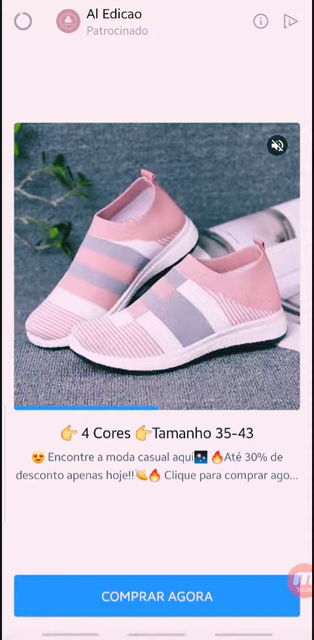 Al Edicao
Patrocinado
👉 4 Cores 👉Tamanho 35-43
😍 Encontre a moda casual aqui🌃 🔥Até 30% de
desconto apenas hoje!!👟🔥 Clique para comprar ago...
COMPRAR AGORA